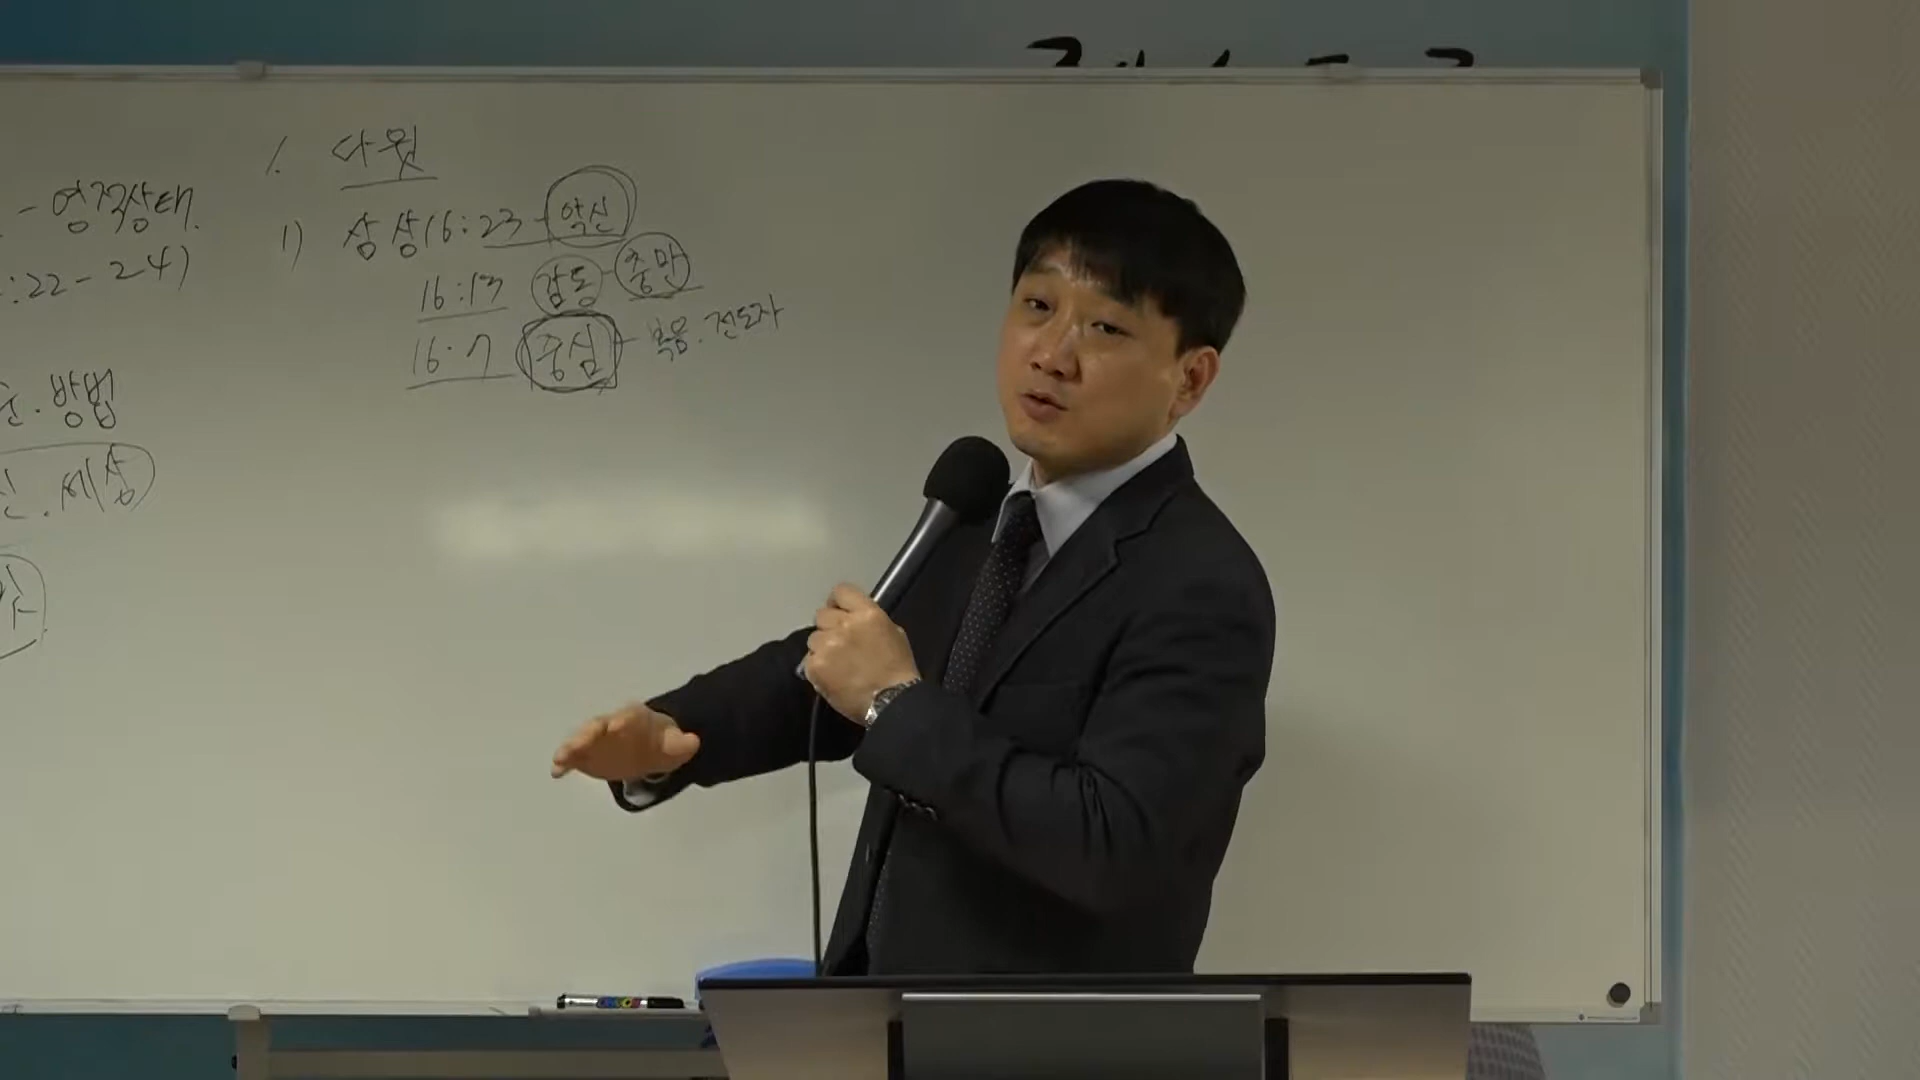 - 영적상태.
:22-24)
방법
세상
1. 다윗
1) 삼상16:23 - 악신
16:13 감동 - 충만
16:7 중심 - 복음. 전도자